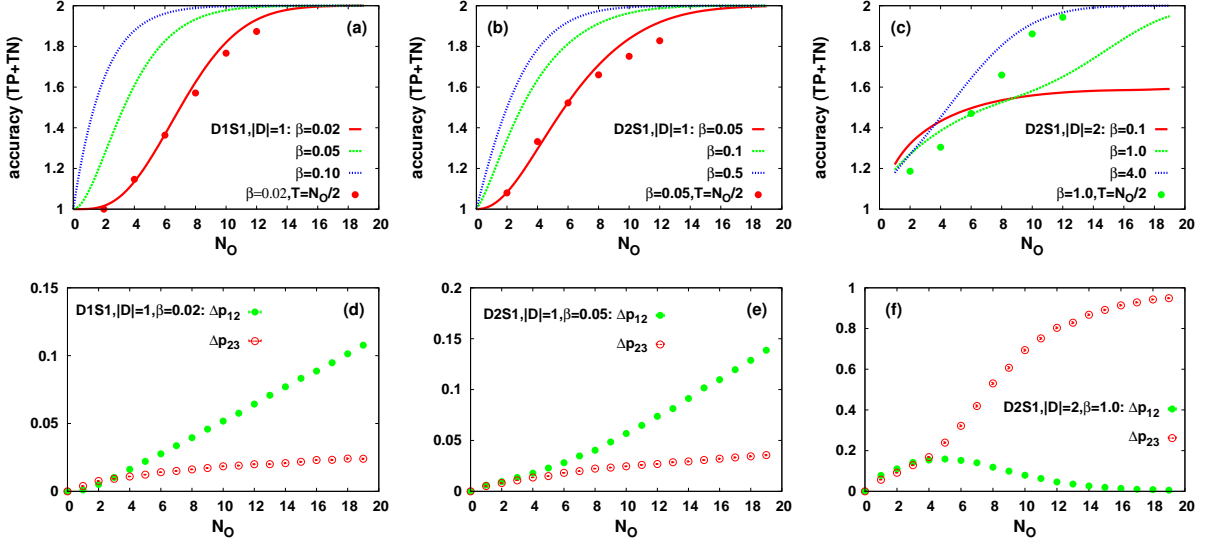 accuracy (TP+TN)
2
1.8
1.6
1.4
1.2
1
0 2 4 6 8 10 12 14 16 18 20
N_O
(a)
D1S1,|D|=1: β=0.02
β=0.05
β=0.10
β=0.02,T=N_O/2
accuracy (TP+TN)
2
1.8
1.6
1.4
1.2
1
0 2 4 6 8 10 12 14 16 18 20
N_O
(b)
D2S1,|D|=1: β=0.05
β=0.1
β=0.5
β=0.05,T=N_O/2
accuracy (TP+TN)
2
1.8
1.6
1.4
1.2
1
0 2 4 6 8 10 12 14 16 18 20
N_O
(c)
D2S1,|D|=2: β=0.1
β=1.0
β=4.0
β=1.0,T=N_O/2
0.15
0.1
0.05
0
0 2 4 6 8 10 12 14 16 18 20
N_O
D1S1,|D|=1,β=0.02: Δp_12
(d)
Δp_23
0.2
0.15
0.1
0.05
0
0 2 4 6 8 10 12 14 16 18 20
N_O
D2S1,|D|=1,β=0.05: Δp_12
(e)
Δp_23
1
0.8
0.6
0.4
0.2
0
0 2 4 6 8 10 12 14 16 18 20
N_O
(f)
D2S1,|D|=2,β=1.0: Δp_12
Δp_23